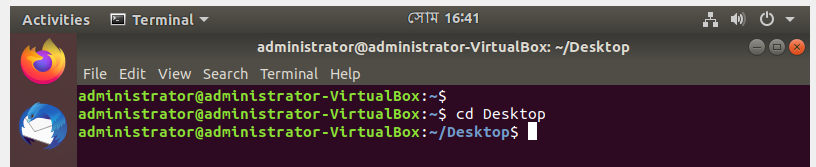 Activities Terminal সোম 16:41
administrator@administrator-VirtualBox: ~/Desktop
File Edit View Search Terminal Help
administrator@administrator-VirtualBox:~$
administrator@administrator-VirtualBox:~$ cd Desktop
administrator@administrator-VirtualBox:~/Desktop$